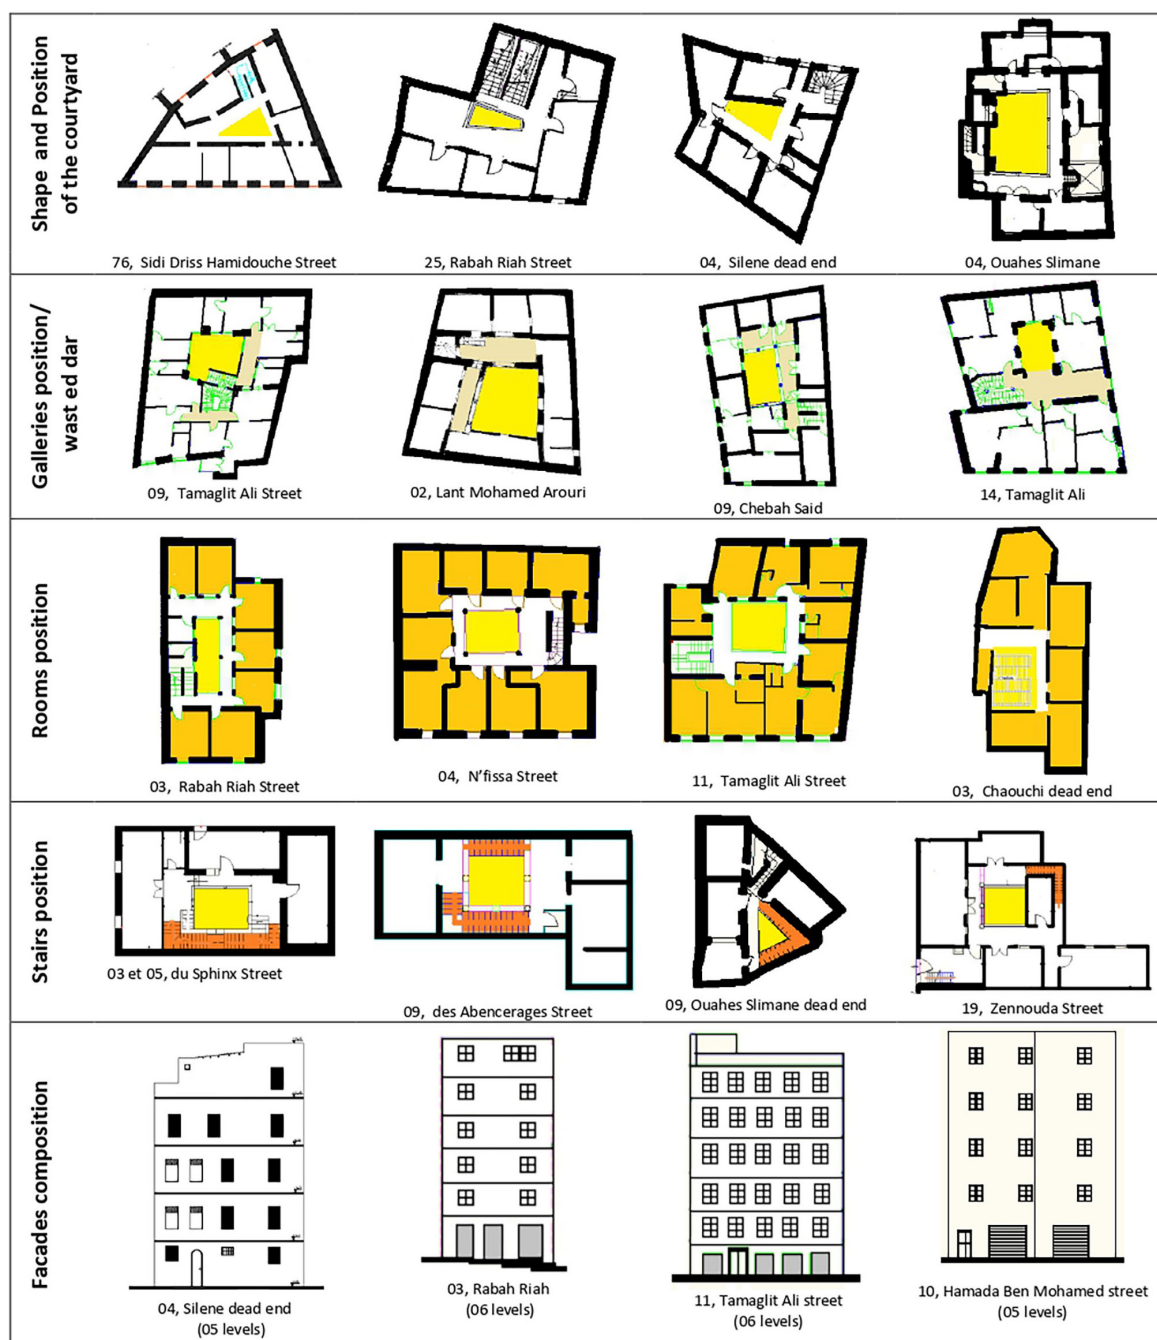 Shape and Position
of the courtyard
76, Sidi Driss Hamidouche Street
25, Rabah Riah Street
04, Silene dead end
04, Ouahes Slimane
Galleries position/
wast ed dar
09, Tamaglit Ali Street
02, Lant Mohamed Arouri
09, Chebah Said
14, Tamaglit Ali
Rooms position
03, Rabah Riah Street
04, N'fissa Street
11, Tamaglit Ali Street
03, Chaouchi dead end
Stairs position
03 et 05, du Sphinx Street
09, des Abencerages Street
09, Ouahes Slimane dead end
19, Zennouda Street
Facades composition
04, Silene dead end
(05 levels)
03, Rabah Riah
(06 levels)
11, Tamaglit Ali street
(06 levels)
10, Hamada Ben Mohamed street
(05 levels)